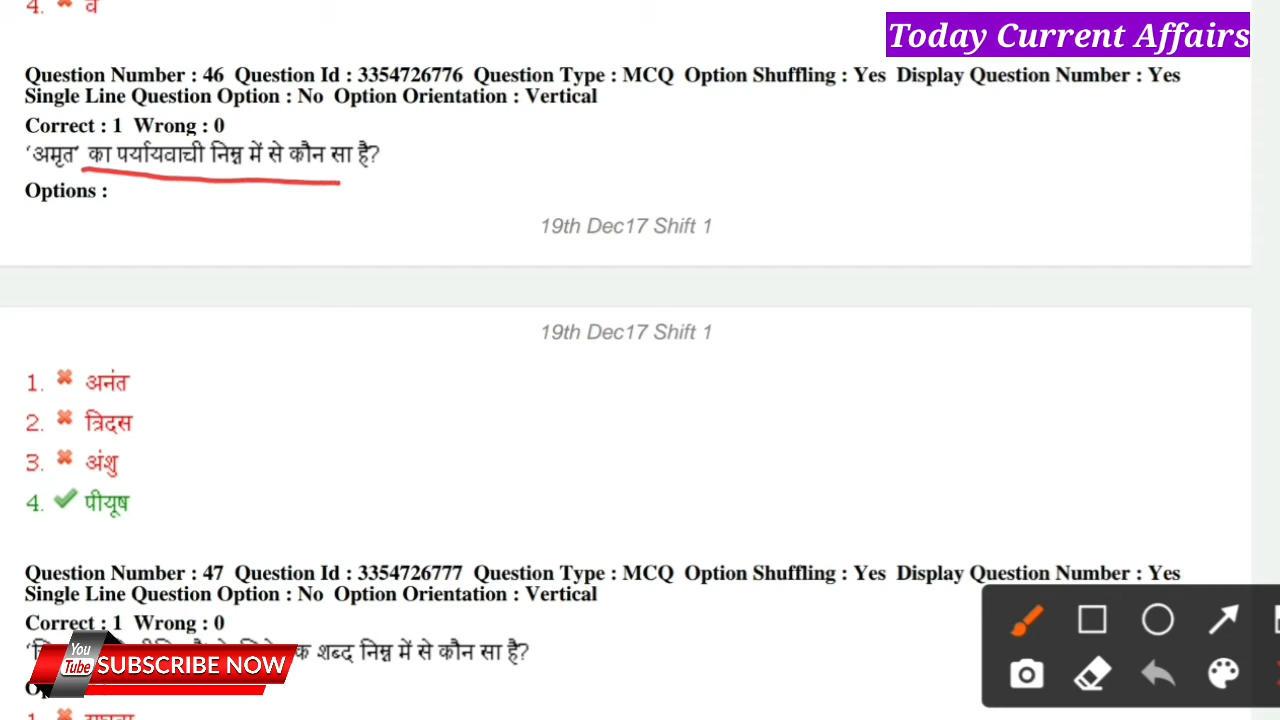 4. व
Today Current Affairs
Question Number : 46 Question Id : 3354726776 Question Type : MCQ Option Shuffling : Yes Display Question Number : Yes
Single Line Question Option : No Option Orientation : Vertical
Correct : 1 Wrong : 0
‘अमृत’ का पर्यायवाची निम्न में से कौन सा है?
Options :
19th Dec17 Shift 1
19th Dec17 Shift 1
1. अनंत
2. त्रिदस
3. अंशु
4. पीयूष
Question Number : 47 Question Id : 3354726777 Question Type : MCQ Option Shuffling : Yes Display Question Number : Yes
Single Line Question Option : No Option Orientation : Vertical
Correct : 1 Wrong : 0
शब्द निम्न में से कौन सा है?
You Tube SUBSCRIBE NOW
1.